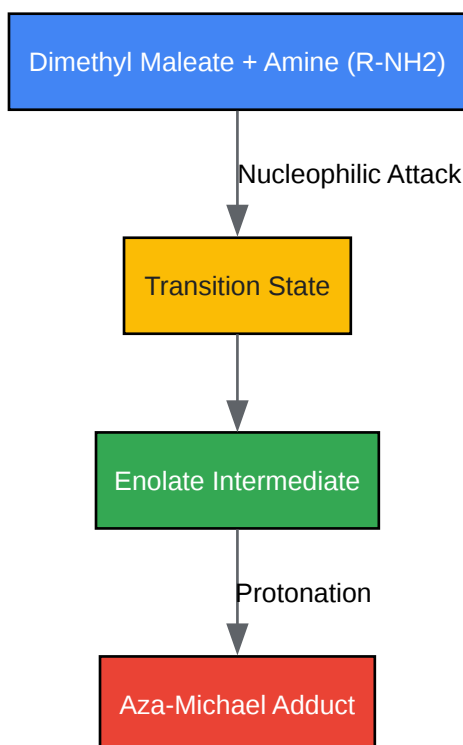 Dimethyl Maleate + Amine (R-NH2)
Nucleophilic Attack
Transition State
Enolate Intermediate
Protonation
Aza-Michael Adduct